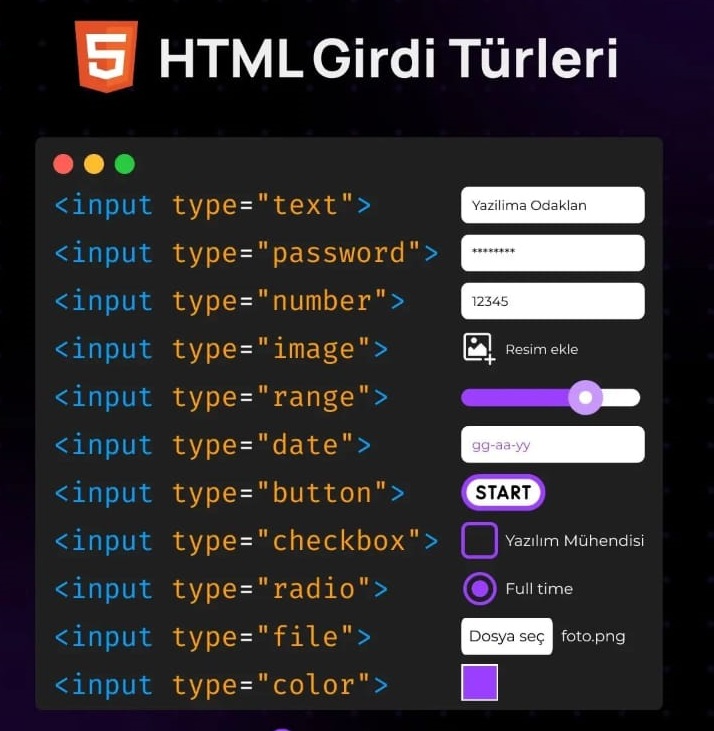 5 HTML Girdi Türleri
<input type="text"> Yazilima Odaklan
<input type="password"> ********
<input type="number"> 12345
<input type="image"> Resim ekle
<input type="range">
<input type="date"> gg-aa-yy
<input type="button"> START
<input type="checkbox"> Yazılım Mühendisi
<input type="radio"> Full time
<input type="file"> Dosya seç foto.png
<input type="color">